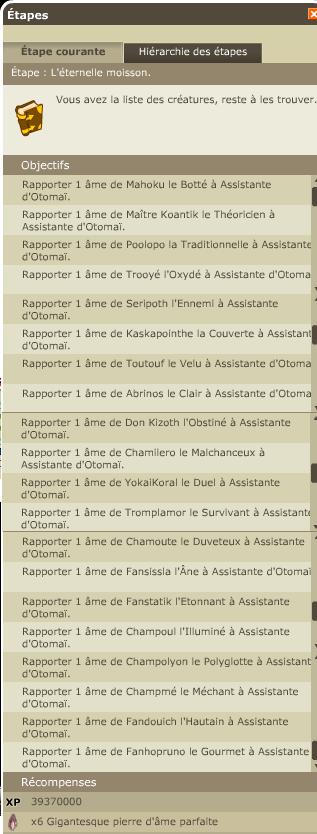 Étapes
Étape courante
Hiérarchie des étapes
Étape : L'éternelle moisson.
Vous avez la liste des créatures, reste à les trouver.
Objectifs
Rapporter 1 âme de Mahoku le Botté à Assistante
d'Otomaï.
Rapporter 1 âme de Maître Koantik le Théoricien à
Assistante d'Otomaï.
Rapporter 1 âme de Poolopo la Traditionnelle à Assistante
d'Otomaï.
Rapporter 1 âme de Trooyé l'Oxydé à Assistante d'Otoma
Rapporter 1 âme de Seripoth l'Ennemi à Assistante
d'Otomaï.
Rapporter 1 âme de Kaskapointhe la Couverte à Assistant
d'Otomaï.
Rapporter 1 âme de Toutouf le Velu à Assistante d'Otoma
Rapporter 1 âme de Abrinos le Clair à Assistante d'Otoma
Rapporter 1 âme de Don Kizoth l'Obstiné à Assistante
d'Otomaï.
Rapporter 1 âme de Chamilero le Malchanceux à
Assistante d'Otomaï.
Rapporter 1 âme de YokaiKoral le Duel à Assistante
d'Otomaï.
Rapporter 1 âme de Tromplamor le Survivant à Assistante
d'Otomaï.
Rapporter 1 âme de Chamoute le Duveteux à Assistante
d'Otomaï.
Rapporter 1 âme de Fansissla l'Âne à Assistante d'Otomaï
Rapporter 1 âme de Fanstatik l'Etonnant à Assistante
d'Otomaï.
Rapporter 1 âme de Champoul l'Illuminé à Assistante
d'Otomaï.
Rapporter 1 âme de Champolyon le Polyglotte à Assistant
d'Otomaï.
Rapporter 1 âme de Champmé le Méchant à Assistante
d'Otomaï.
Rapporter 1 âme de Fandouich l'Hautain à Assistante
d'Otomaï.
Rapporter 1 âme de Fanhopruno le Gourmet à Assistante
d'Otomaï.
Récompenses
XP 39370000
x6 Gigantesque pierre d'âme parfaite